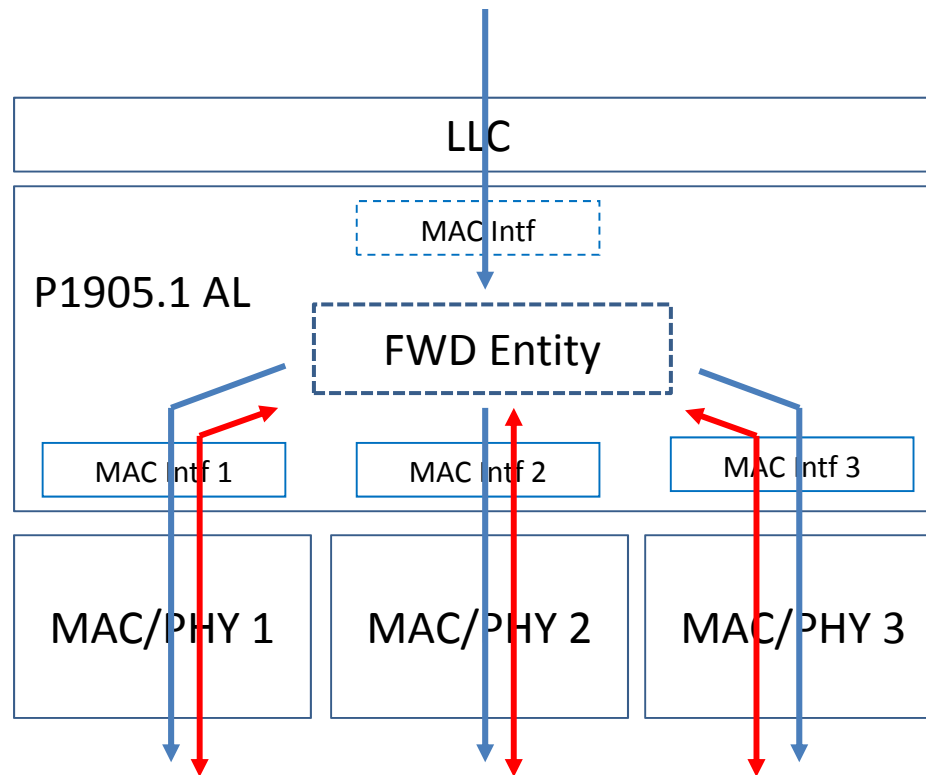 LLC
MAC Intf
P1905.1 AL
FWD Entity
MAC Intf 1
MAC Intf 2
MAC Intf 3
MAC/PHY 1
MAC/PHY 2
MAC/PHY 3